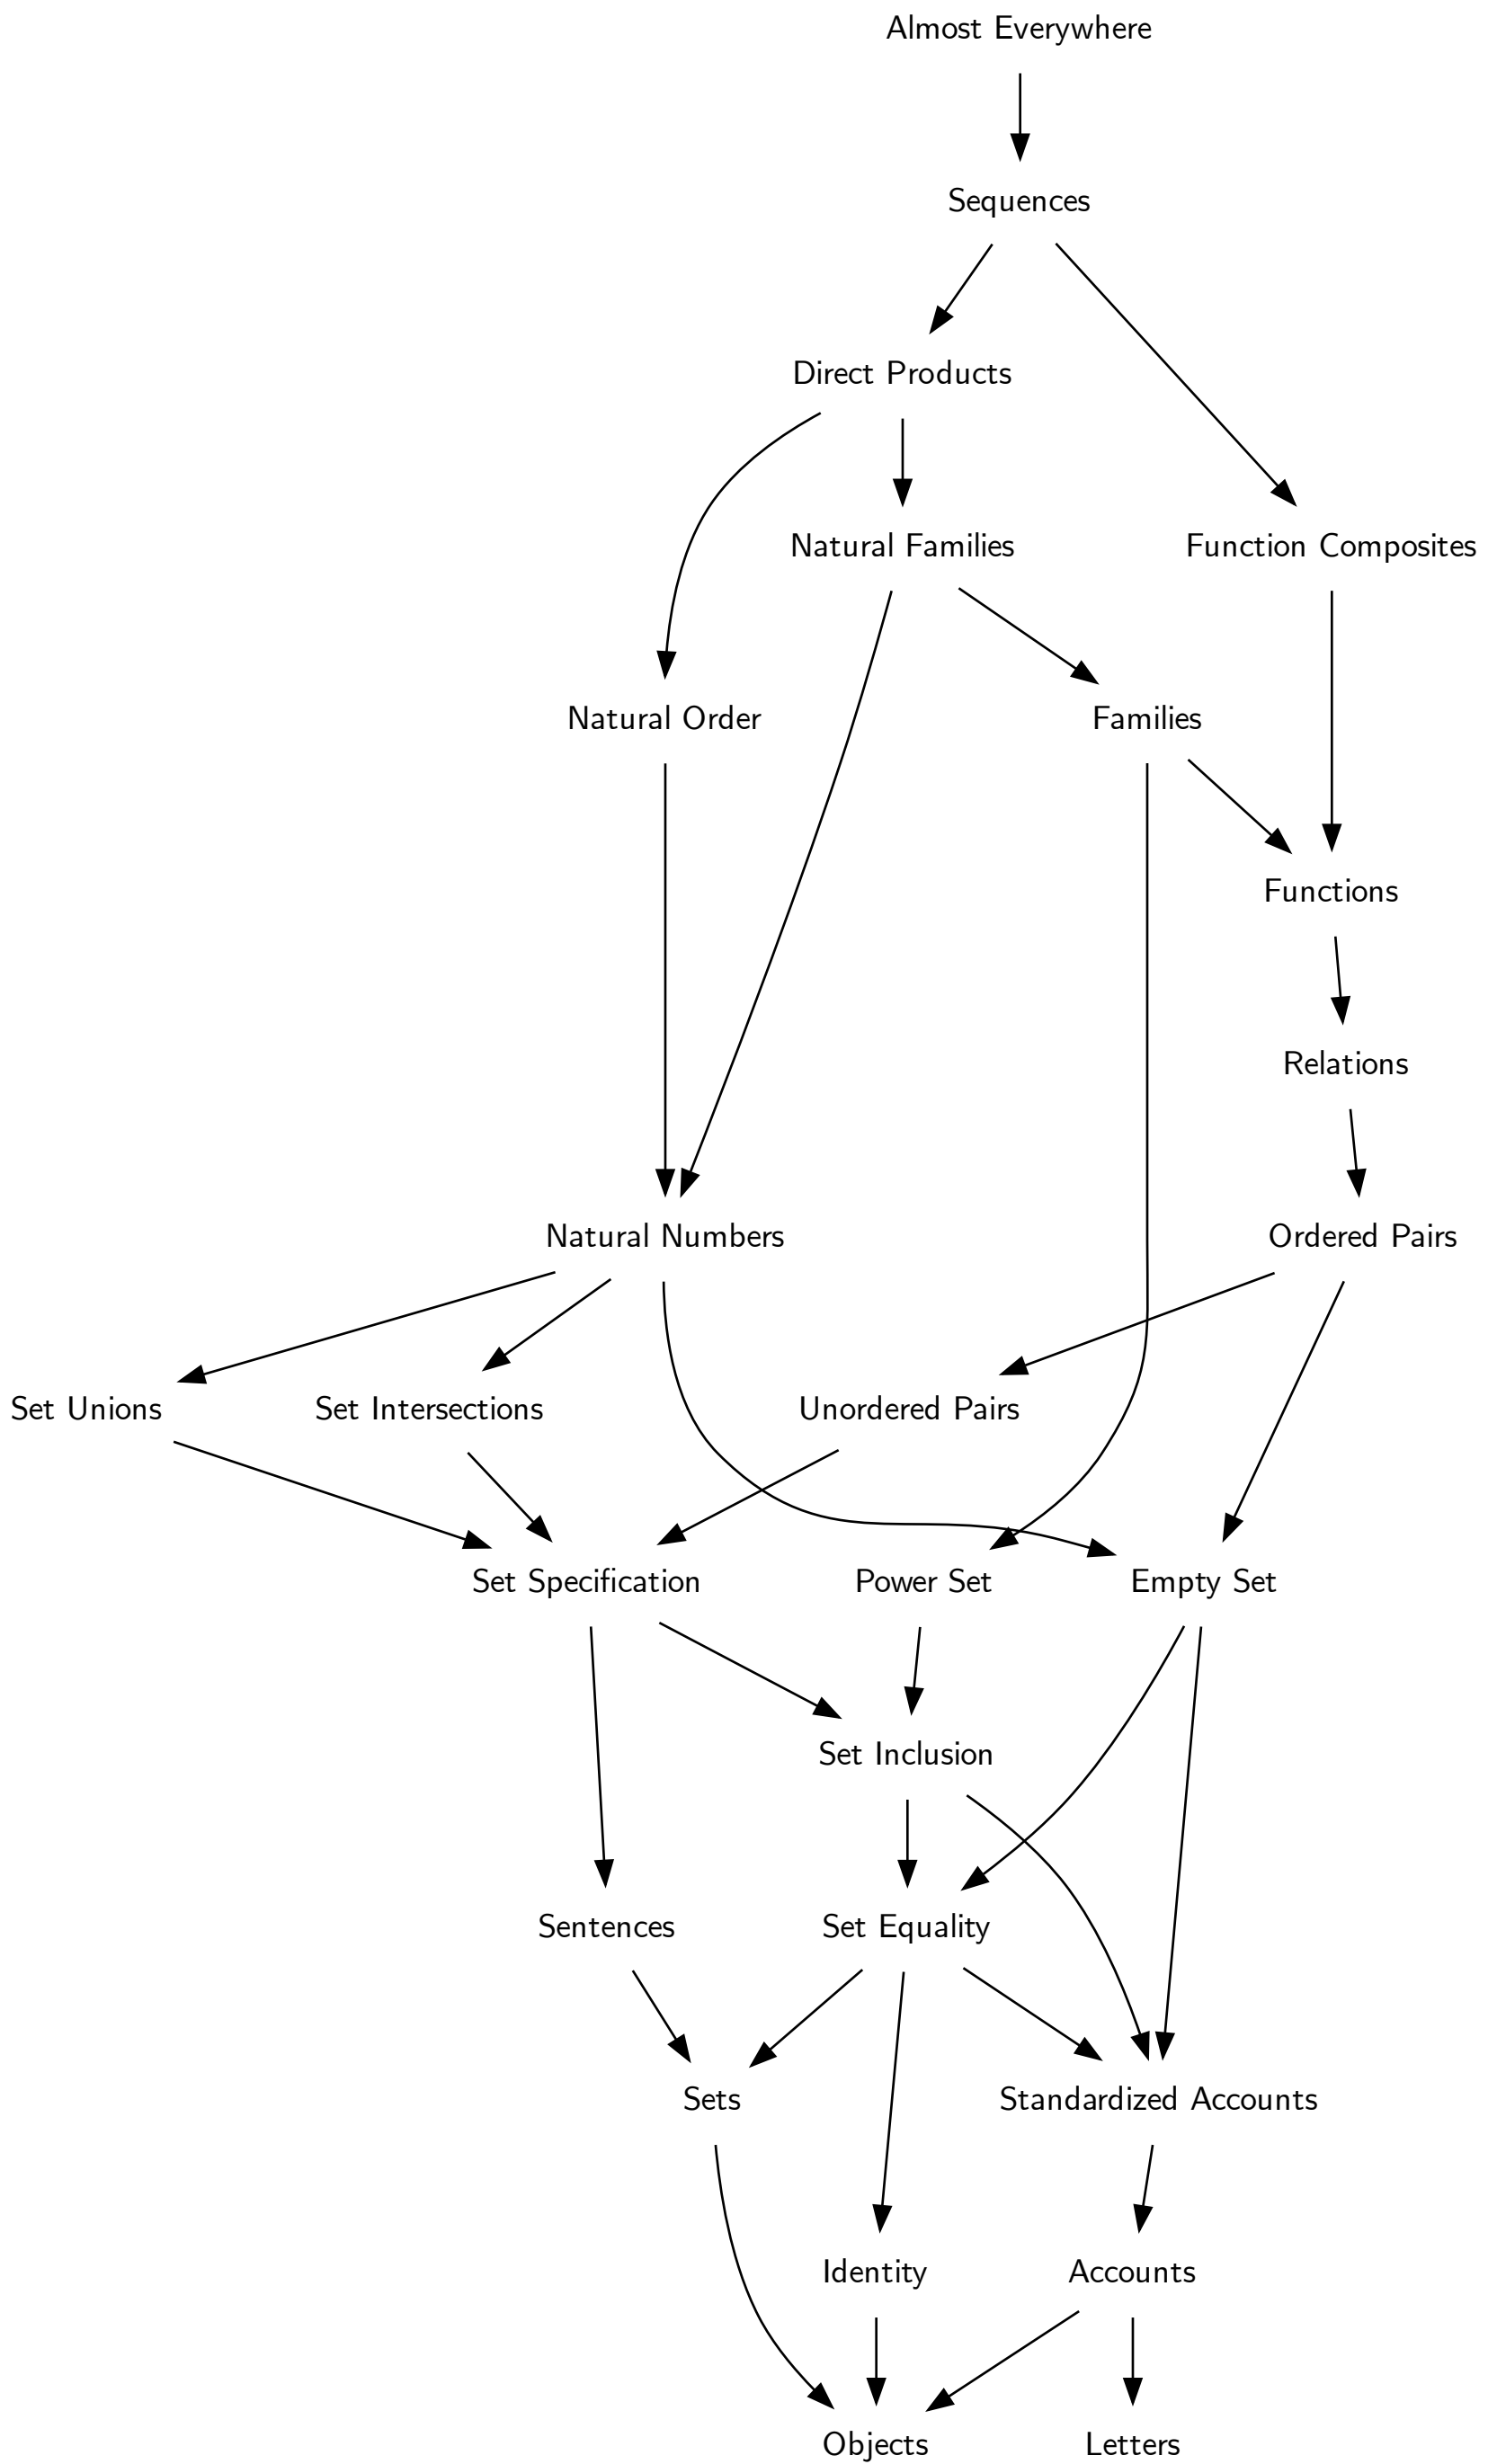 Almost Everywhere
Sequences
Direct Products
Natural Families
Function Composites
Natural Order
Families
Functions
Relations
Natural Numbers
Ordered Pairs
Set Unions
Set Intersections
Unordered Pairs
Set Specification
Power Set
Empty Set
Set Inclusion
Sentences
Set Equality
Sets
Standardized Accounts
Identity
Accounts
Objects
Letters